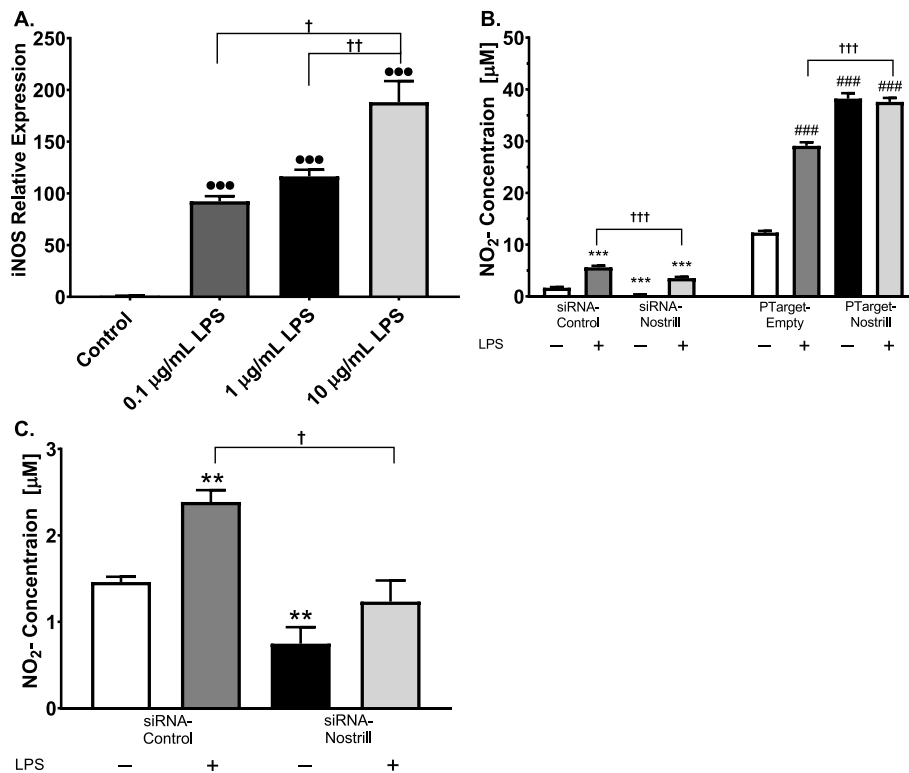 A.
iNOS Relative Expression
250
200
150
100
50
0
●●●
●●●
●●●
†
††
Control
0.1 µg/mL LPS
1 µg/mL LPS
10 µg/mL LPS
B.
NO₂- Concentraion [µM]
50
40
30
20
10
0
***
†††
***
***
###
†††
###
###
siRNA-
Control
siRNA-
Nostrill
PTarget-
Empty
PTarget-
Nostrill
LPS – + – + – + – +
C.
NO₂- Concentraion [µM]
3
2
1
0
**
†
**
siRNA-
Control
siRNA-
Nostrill
LPS – + – +